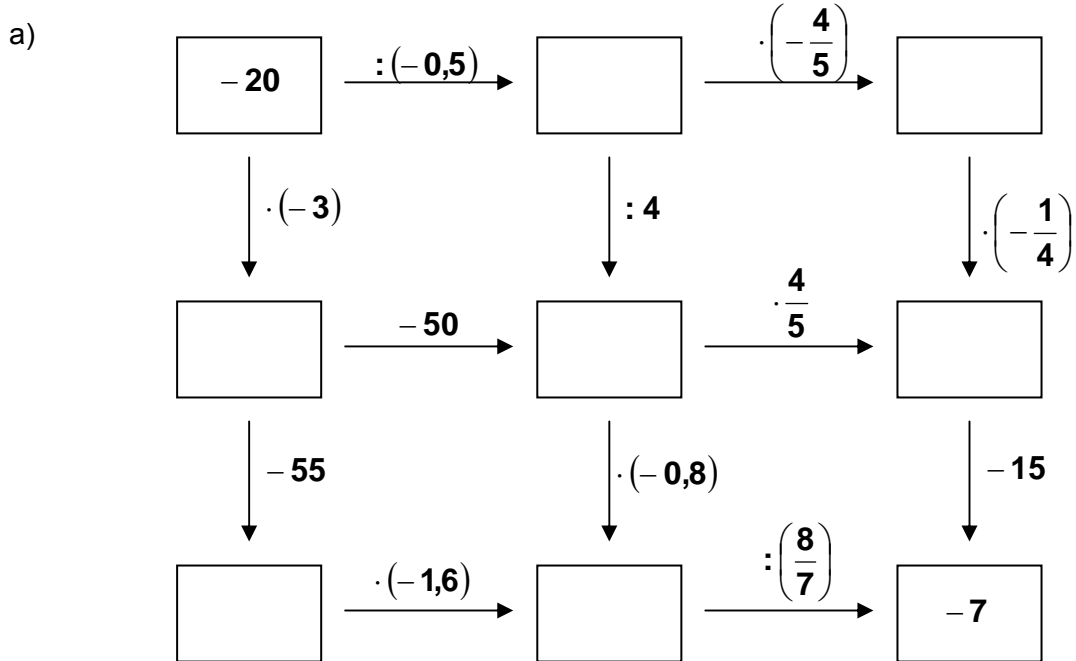 a)
− 20 : (− 0,5) · (− 4/5)
· (− 3) : 4 · (− 1/4)
− 50 · 4/5
− 55 · (− 0,8) − 15
· (− 1,6) : (8/7) − 7